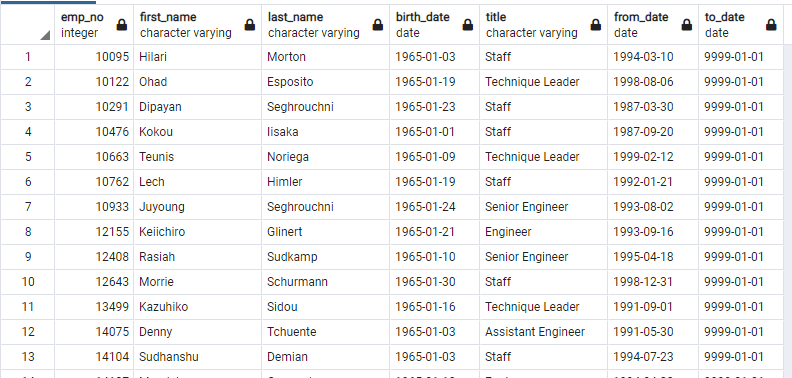 emp_no first_name last_name birth_date title from_date to_date
integer character varying character varying date character varying date date
1 10095 Hilari Morton 1965-01-03 Staff 1994-03-10 9999-01-01
2 10122 Ohad Esposito 1965-01-19 Technique Leader 1998-08-06 9999-01-01
3 10291 Dipayan Seghrouchni 1965-01-23 Staff 1987-03-30 9999-01-01
4 10476 Kokou Iisaka 1965-01-01 Staff 1987-09-20 9999-01-01
5 10663 Teunis Noriega 1965-01-09 Technique Leader 1999-02-12 9999-01-01
6 10762 Lech Himler 1965-01-19 Staff 1992-01-21 9999-01-01
7 10933 Juyoung Seghrouchni 1965-01-24 Senior Engineer 1993-08-02 9999-01-01
8 12155 Keiichiro Glinert 1965-01-21 Engineer 1993-09-16 9999-01-01
9 12408 Rasiah Sudkamp 1965-01-10 Senior Engineer 1995-04-18 9999-01-01
10 12643 Morrie Schurmann 1965-01-30 Staff 1998-12-31 9999-01-01
11 13499 Kazuhiko Sidou 1965-01-16 Technique Leader 1991-09-01 9999-01-01
12 14075 Denny Tchuente 1965-01-03 Assistant Engineer 1991-05-30 9999-01-01
13 14104 Sudhanshu Demian 1965-01-03 Staff 1994-07-23 9999-01-01